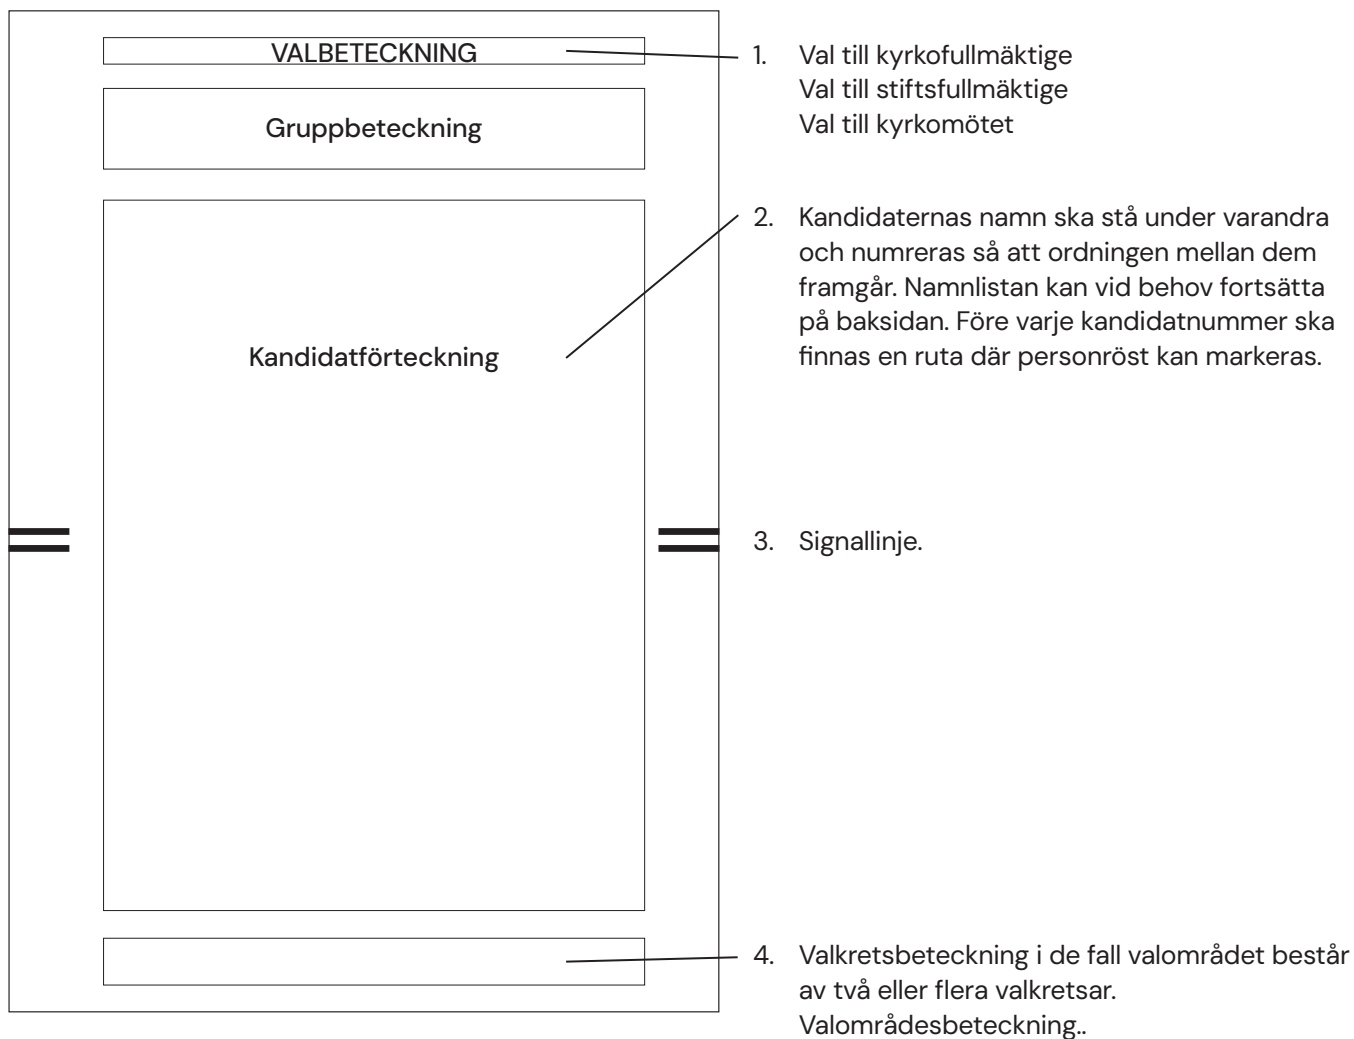 VALBETECKNING
Gruppbeteckning
Kandidatförteckning
1. Val till kyrkofullmäktige
Val till stiftsfullmäktige
Val till kyrkomötet
2. Kandidaternas namn ska stå under varandra
och numreras så att ordningen mellan dem
framgår. Namnlistan kan vid behov fortsätta
på baksidan. Före varje kandidatnummer ska
finnas en ruta där personröst kan markeras.
3. Signallinje.
4. Valkretsbeteckning i de fall valområdet består
av två eller flera valkretsar.
Valområdesbeteckning..